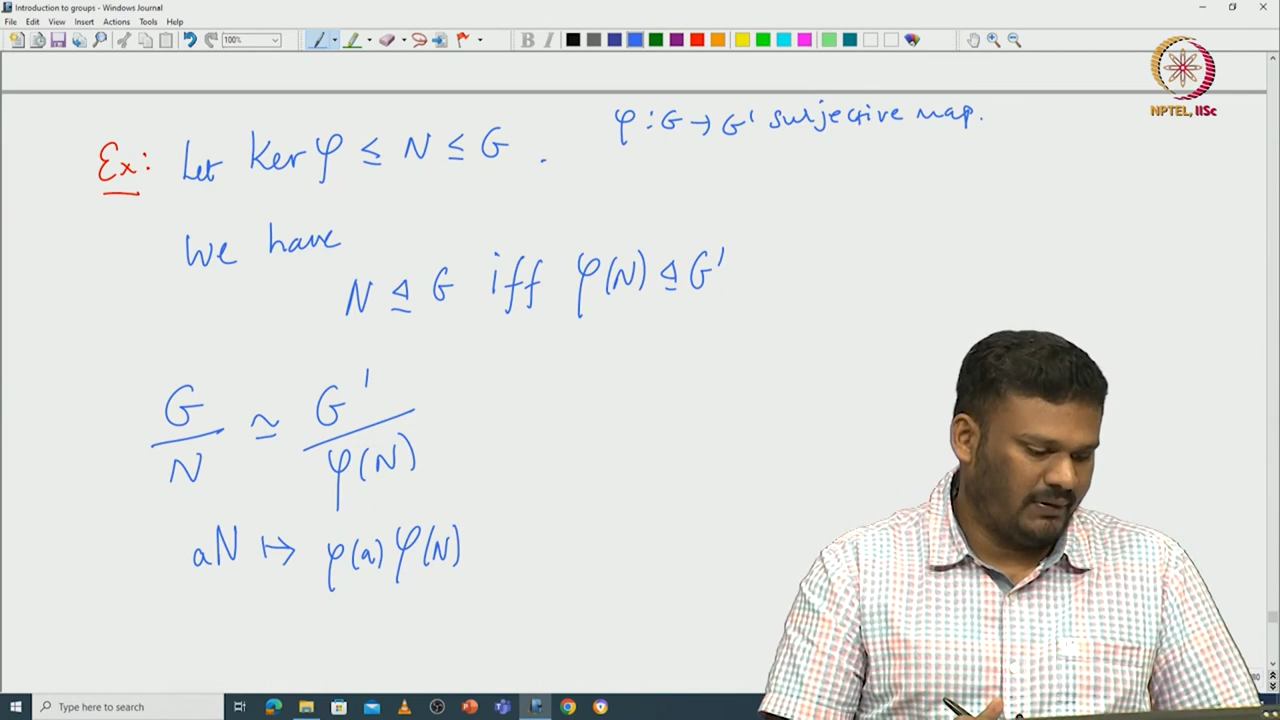 Introduction to groups - Windows Journal
File Edit View Insert Actions Tools Help
100%
B I
NPTEL, IISc
φ : G → G' surjective map.
Ex: Let Ker φ ≤ N ≤ G .
We have
N ⊴ G iff φ(N) ⊴ G'
G/N ≃ G'/φ(N)
aN ↦ φ(a) φ(N)
Type here to search